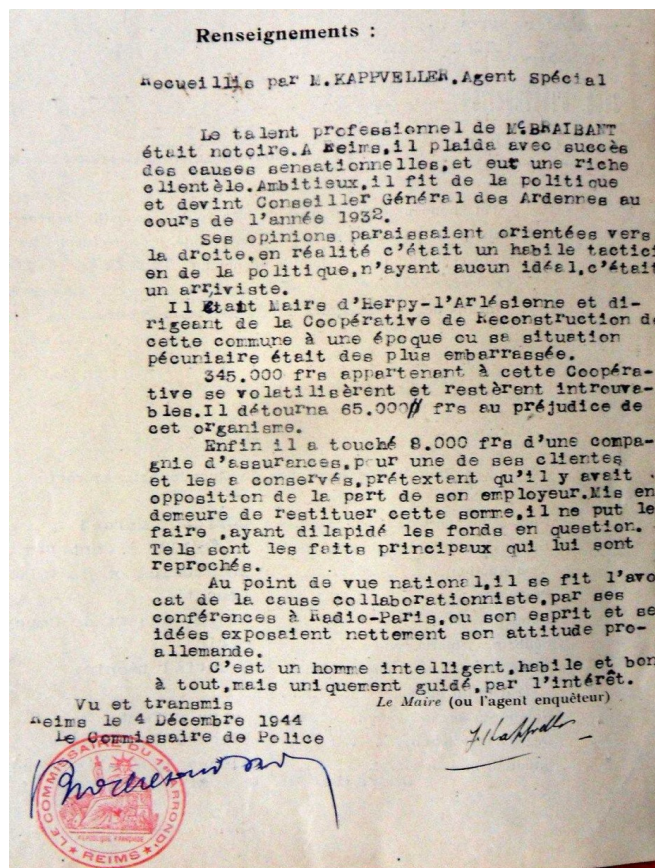 Renseignements :
Recueillis par M.KAPPVELLER.Agent Spécial
Le talent professionnel de Mᵉ.BRAIBANT
était notoire.A Reims,il plaida avec succès
des causes sensationnelles,et eut une riche
clientèle.Ambitieux,il fit de la politique
et devint Conseiller Général des Ardennes au
cours de l'année 1932.
Ses opinions paraissaient orientées vers
la droite,en réalité c'était un habile tactici
en de la politique,n'ayant aucun idéal,c'était
un arriviste.
Il Etait Maire d'Herpy-l'Arlésienne et di-
rigeant de la Coopérative de Reconstruction de
cette commune à une époque ou sa situation
pécuniaire était des plus embarrassée.
345.000 frs appartenant à cette Coopéra-
tive se volatilisèrent et restèrent introuva-
bles.Il détourna 65.000 frs au préjudice de
cet organisme.
Enfin il a touché 8.000 frs d'une compa-
gnie d'assurances,pour une de ses clientes
et les a conservés,prétextant qu'il y avait
opposition de la part de son employeur.Mis en
demeure de restituer cette somme,il ne put le
faire ,ayant dilapidé les fonds en question.
Tels sont les faits principaux qui lui sont
reprochés.
Au point de vue national,il se fit l'avo
cat de la cause collaborationniste,par ses
conférences à Radio-Paris,ou son esprit et se
idées exposaient nettement son attitude pro-
allemande.
C'est un homme intelligent,habile et bon
à tout,mais uniquement guidé,par l'intérêt.
Vu et transmis
Le Maire (ou l'agent enquêteur)
Reims le 4 Décembre 1944
Le Commissaire de Police
LE COMMISSAIRE DU 1er ARROND.
REPUBLIQUE FRANÇAISE
★ REIMS ★